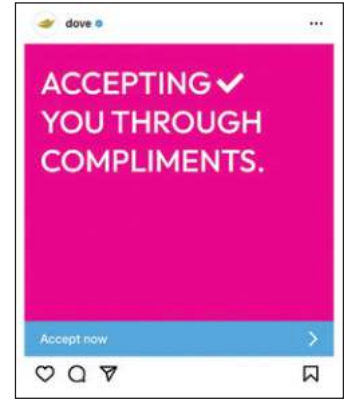 dove
ACCEPTING
YOU THROUGH
COMPLIMENTS.
Accept now